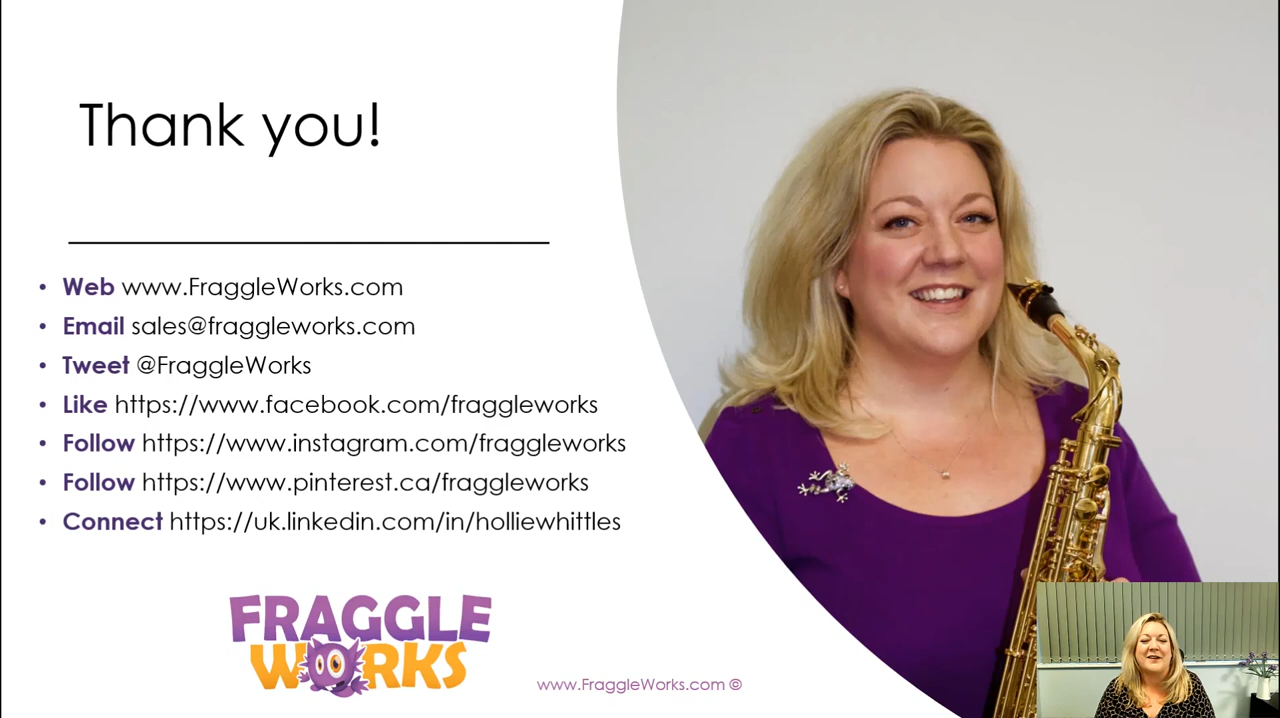 Thank you!
• Web www.FraggleWorks.com
• Email sales@fraggleworks.com
• Tweet @FraggleWorks
• Like https://www.facebook.com/fraggleworks
• Follow https://www.instagram.com/fraggleworks
• Follow https://www.pinterest.ca/fraggleworks
• Connect https://uk.linkedin.com/in/holliewhittles
FRAGGLE
WORKS
www.FraggleWorks.com ©